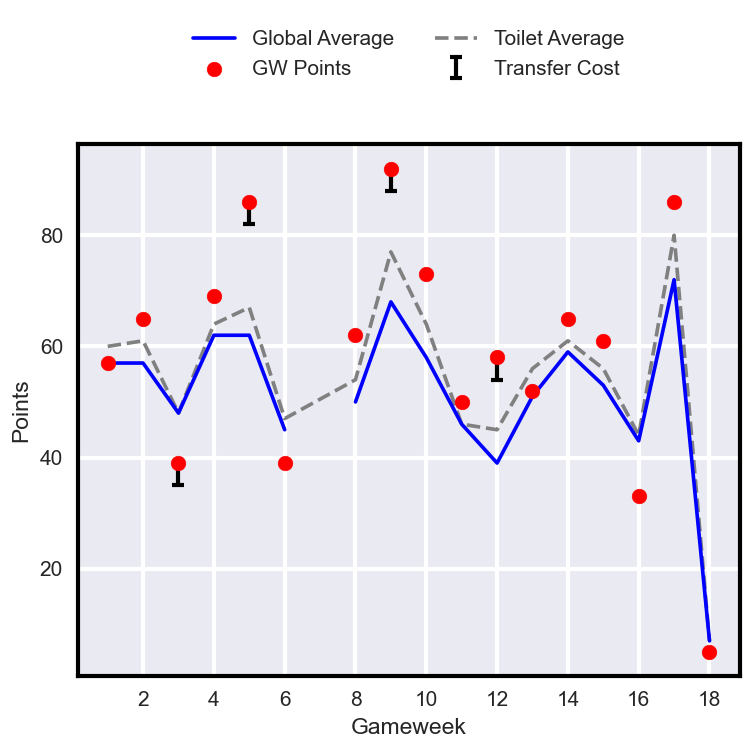 Global Average
Toilet Average
GW Points
Transfer Cost
80
60
40
20
Points
2 4 6 8 10 12 14 16 18
Gameweek